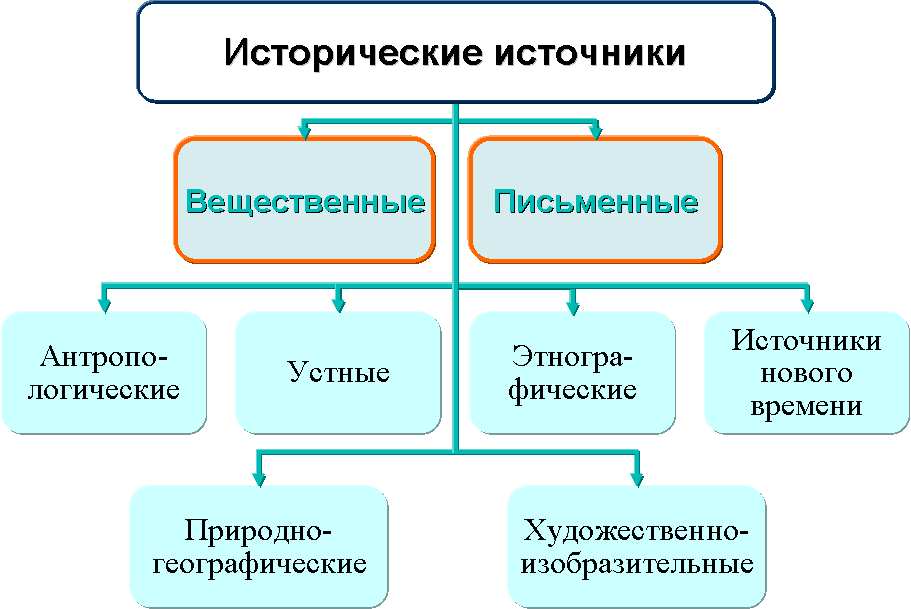 Исторические источники
Вещественные
Письменные
Антропо-
логические
Устные
Этногра-
фические
Источники
нового
времени
Природно-
географические
Художественно-
изобразительные